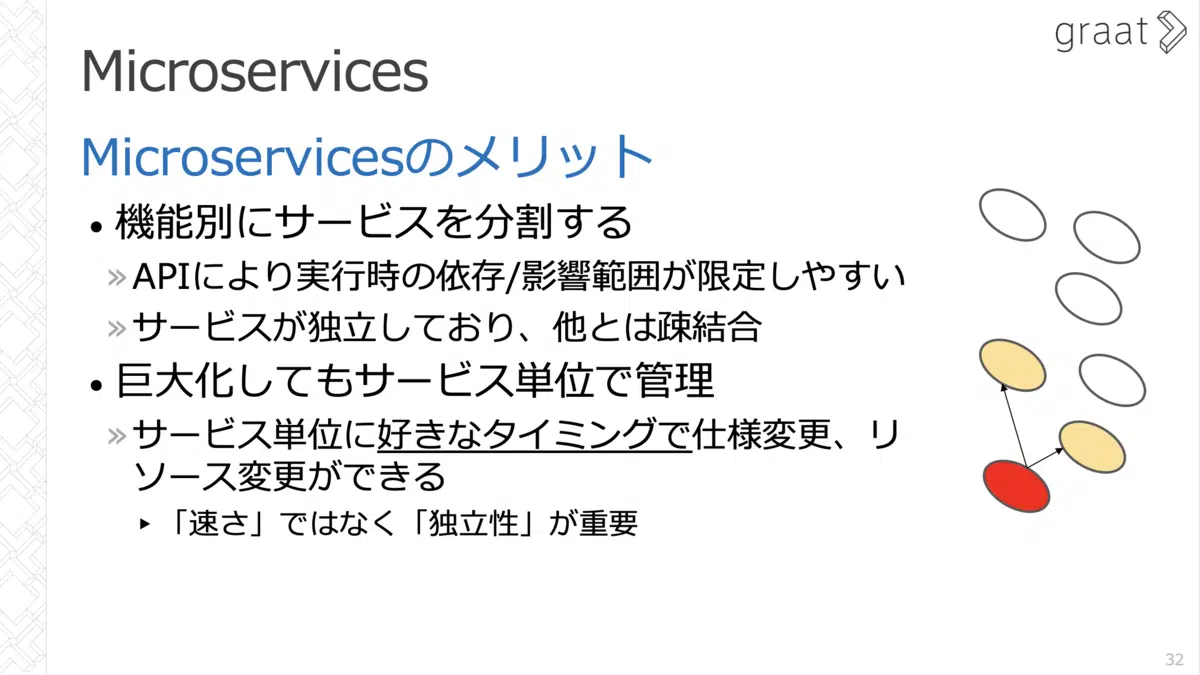 graat
Microservices
Microservicesのメリット
• 機能別にサービスを分割する
» APIにより実行時の依存/影響範囲が限定しやすい
» サービスが独立しており、他とは疎結合
• 巨大化してもサービス単位で管理
» サービス単位に好きなタイミングで仕様変更、リ
ソース変更ができる
▸ 「速さ」ではなく「独立性」が重要
32